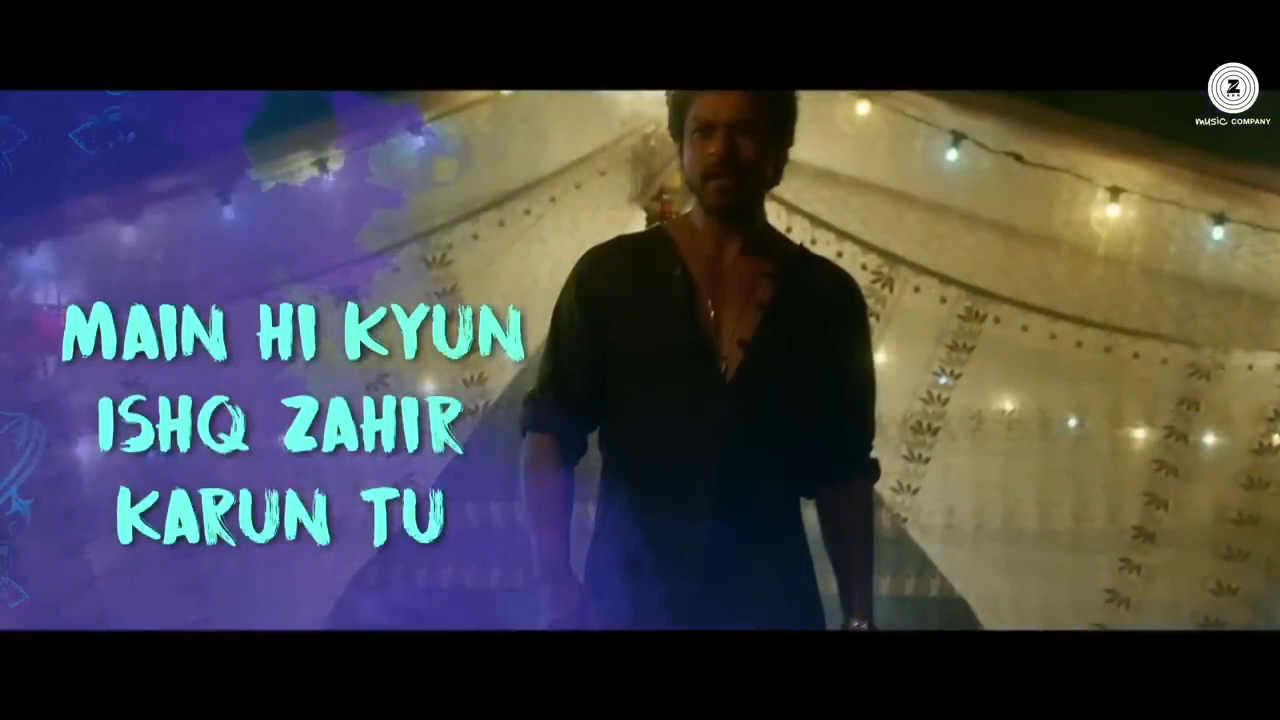 MAIN HI KYUN
ISHQ ZAHIR
KARUN TU
Z
music COMPANY